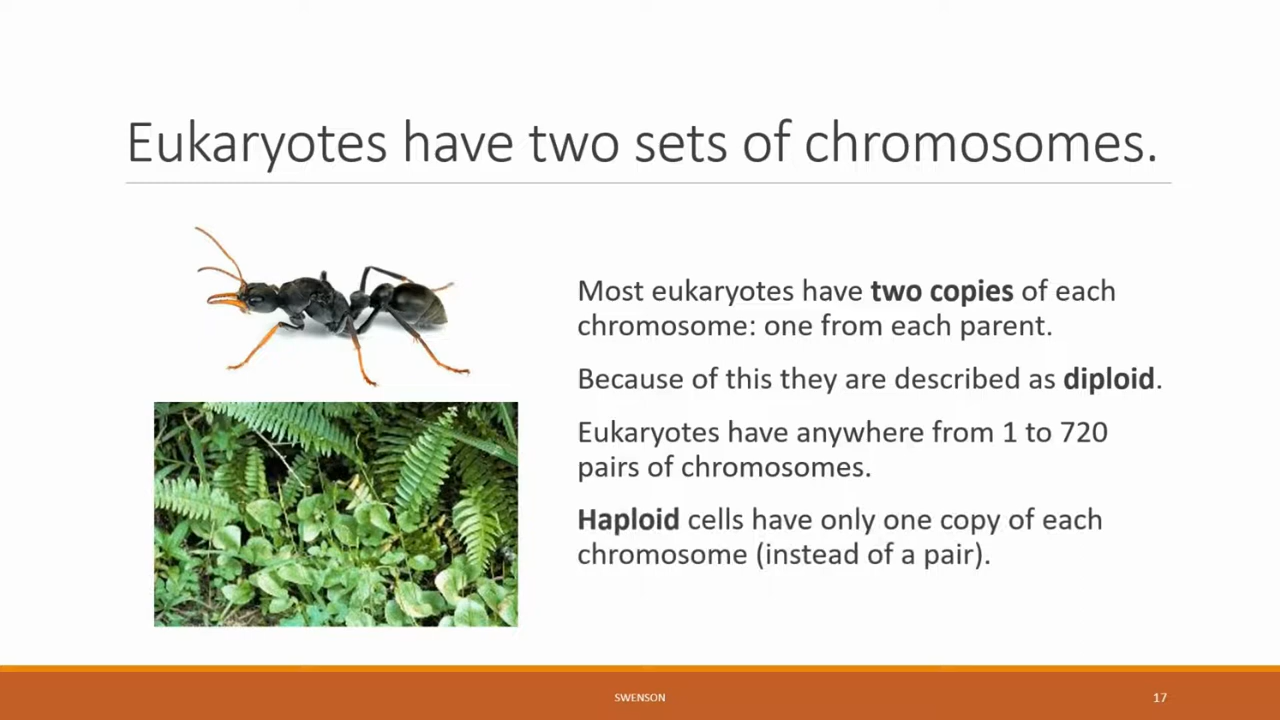 Eukaryotes have two sets of chromosomes.
Most eukaryotes have two copies of each
chromosome: one from each parent.
Because of this they are described as diploid.
Eukaryotes have anywhere from 1 to 720
pairs of chromosomes.
Haploid cells have only one copy of each
chromosome (instead of a pair).
SWENSON
17